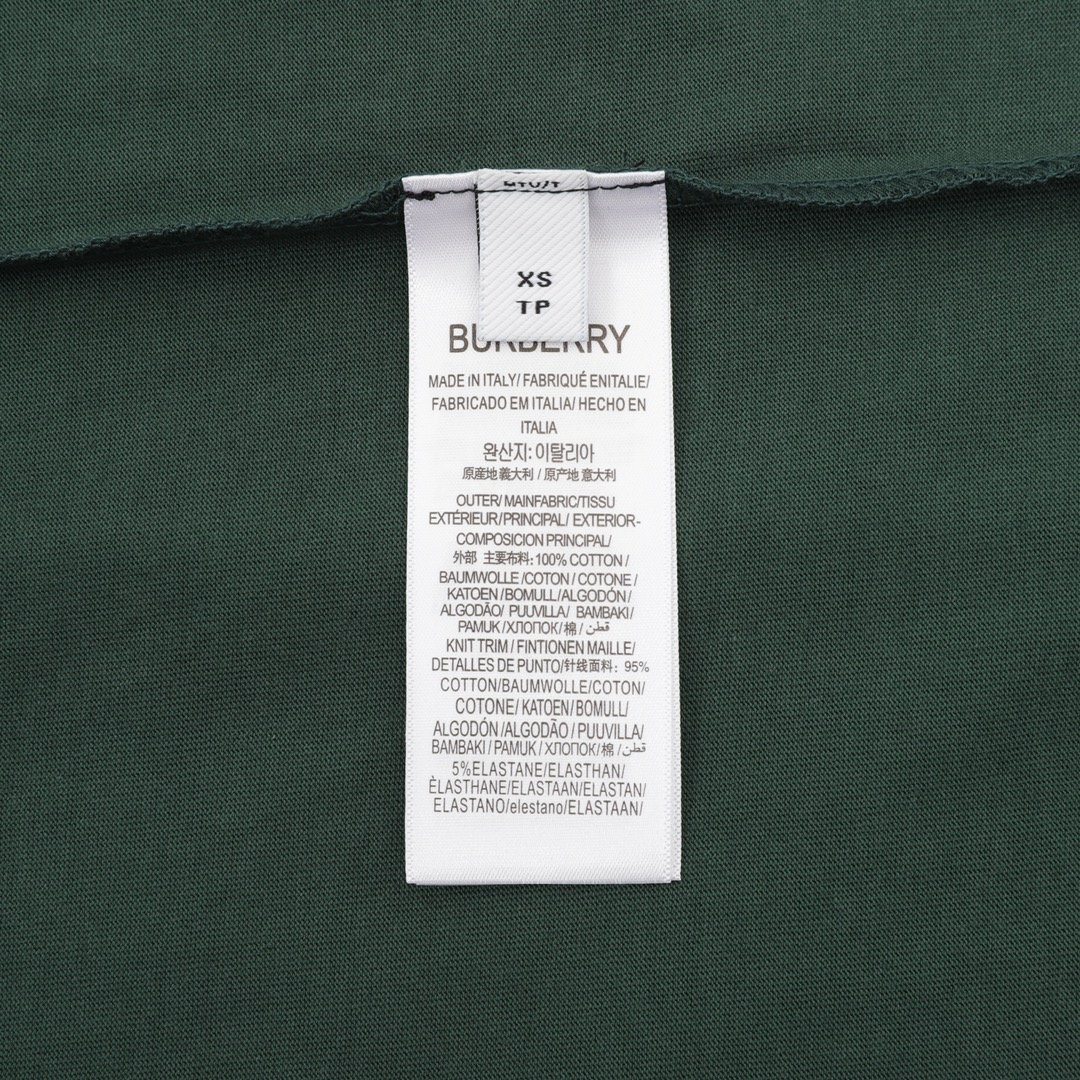 XS
TP
BURBERRY
MADE iN ITALY/ FABRIQUÉ ENITALIE/
FABRICADO EM ITALIA/ HECHO EN
ITALIA
완산지: 이탈리아
原産地 義大利 / 原产地 意大利
OUTER/ MAINFABRIC/TISSU
EXTÉRIEUR/PRINCIPAL/ EXTERIOR-
COMPOSICION PRINCIPAL/
外部 主要布料: 100% COTTON /
BAUMWOLLE /COTON / COTONE /
KATOEN / BOMULL/ALGODÓN/
ALGODÃO/ PUUVILLA/ BAMBAKI/
PAMUK / ХЛОПОК/ 棉 / قطن /
KNIT TRIM / FINTIONEN MAILLE/
DETALLES DE PUNTO/针线面料: 95%
COTTON/BAUMWOLLE/COTON/
COTONE/ KATOEN/ BOMULL/
ALGODÓN/ALGODÃO / PUUVILLA/
BAMBAKI / PAMUK / ХЛОПОК/ 棉 / قطن /
5%ELASTANE/ELASTHAN/
ÈLASTHANE/ELASTAAN/ELASTAN/
ELASTANO/elestano/ELASTAAN/